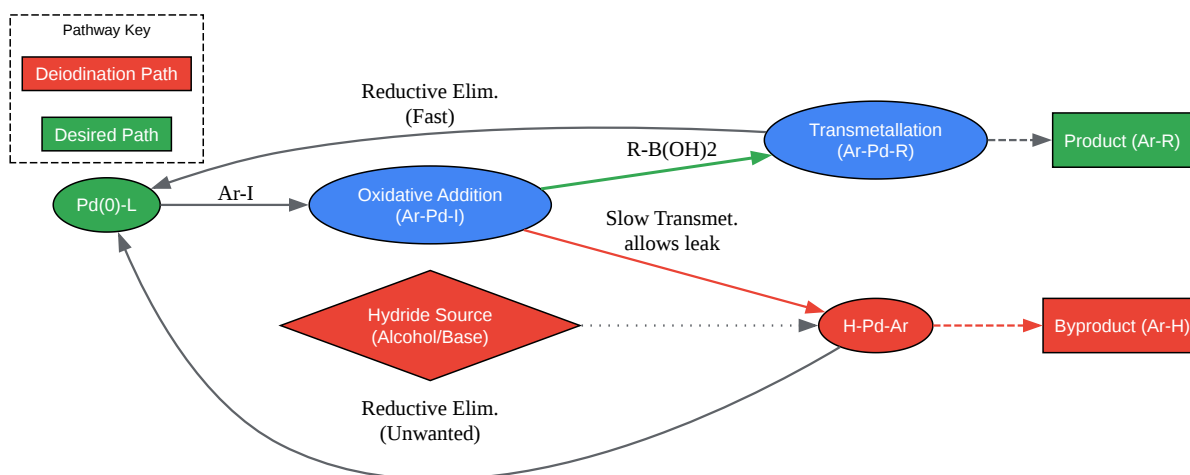 Pathway Key
Deiodination Path
Desired Path
Reductive Elim.
(Fast)
Transmetallation
(Ar-Pd-R)
Product (Ar-R)
R-B(OH)2
Pd(0)-L
Ar-I
Oxidative Addition
(Ar-Pd-I)
Slow Transmet.
allows leak
Hydride Source
(Alcohol/Base)
H-Pd-Ar
Byproduct (Ar-H)
Reductive Elim.
(Unwanted)